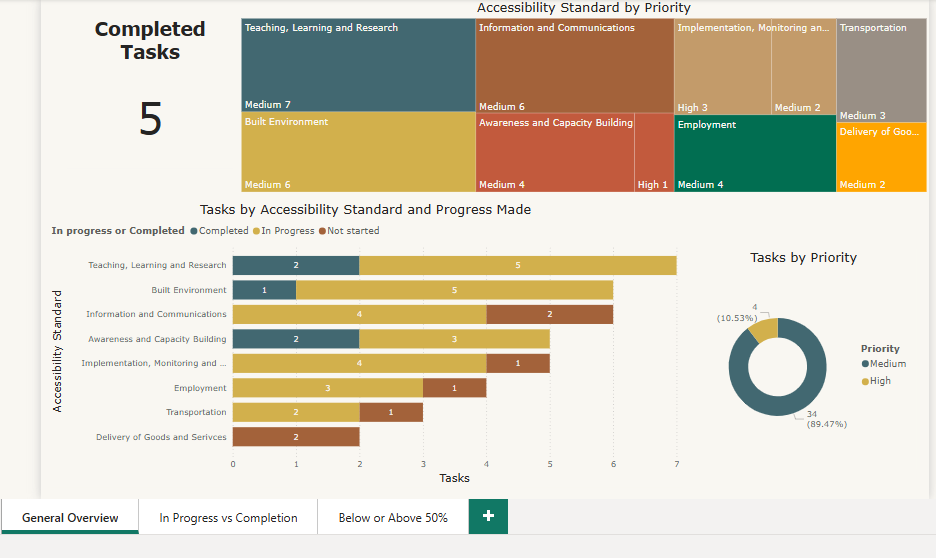 Completed
Tasks
5
Accessibility Standard by Priority
Teaching, Learning and Research
Medium 7
Information and Communications
Medium 6
Implementation, Monitoring an...
High 3
Medium 2
Transportation
Medium 3
Built Environment
Medium 6
Awareness and Capacity Building
Medium 4
High 1
Employment
Medium 4
Delivery of Goo...
Medium 2
Tasks by Accessibility Standard and Progress Made
In progress or Completed Completed In Progress Not started
Accessibility Standard
Teaching, Learning and Research 2 5
Built Environment 1 5
Information and Communications 4 2
Awareness and Capacity Building 2 3
Implementation, Monitoring and ... 4 1
Employment 3 1
Transportation 2 1
Delivery of Goods and Serivces 2
0 1 2 3 4 5 6 7
Tasks
Tasks by Priority
4
(10.53%)
34
(89.47%)
Priority
Medium
High
General Overview
In Progress vs Completion
Below or Above 50%
+